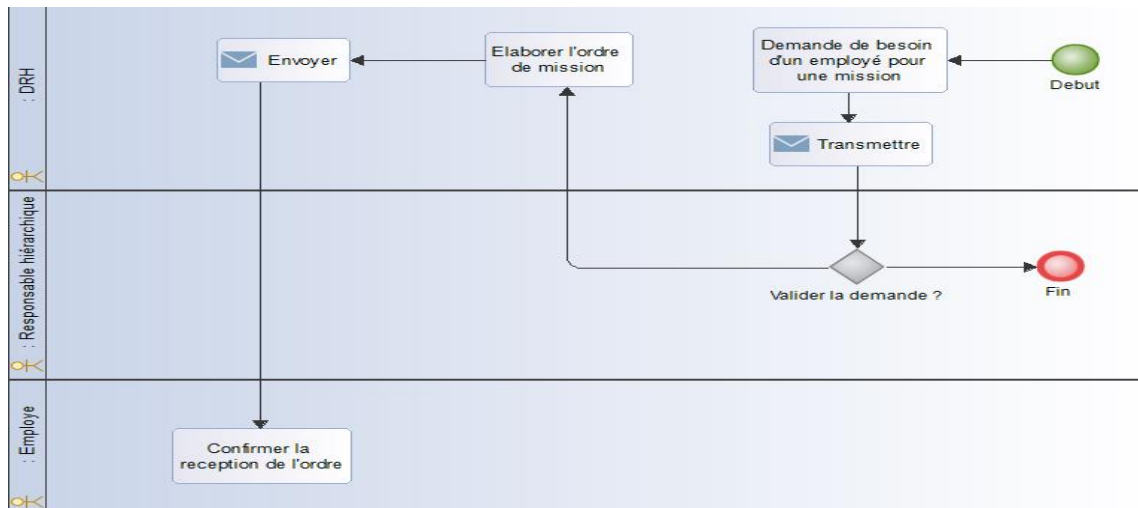 : DRH
Envoyer
Elaborer l'ordre
de mission
Demande de besoin
d'un employé pour
une mission
Debut
Transmettre
: Responsable hiérarchique
Valider la demande ?
Fin
: Employe
Confirmer la
reception de l'ordre